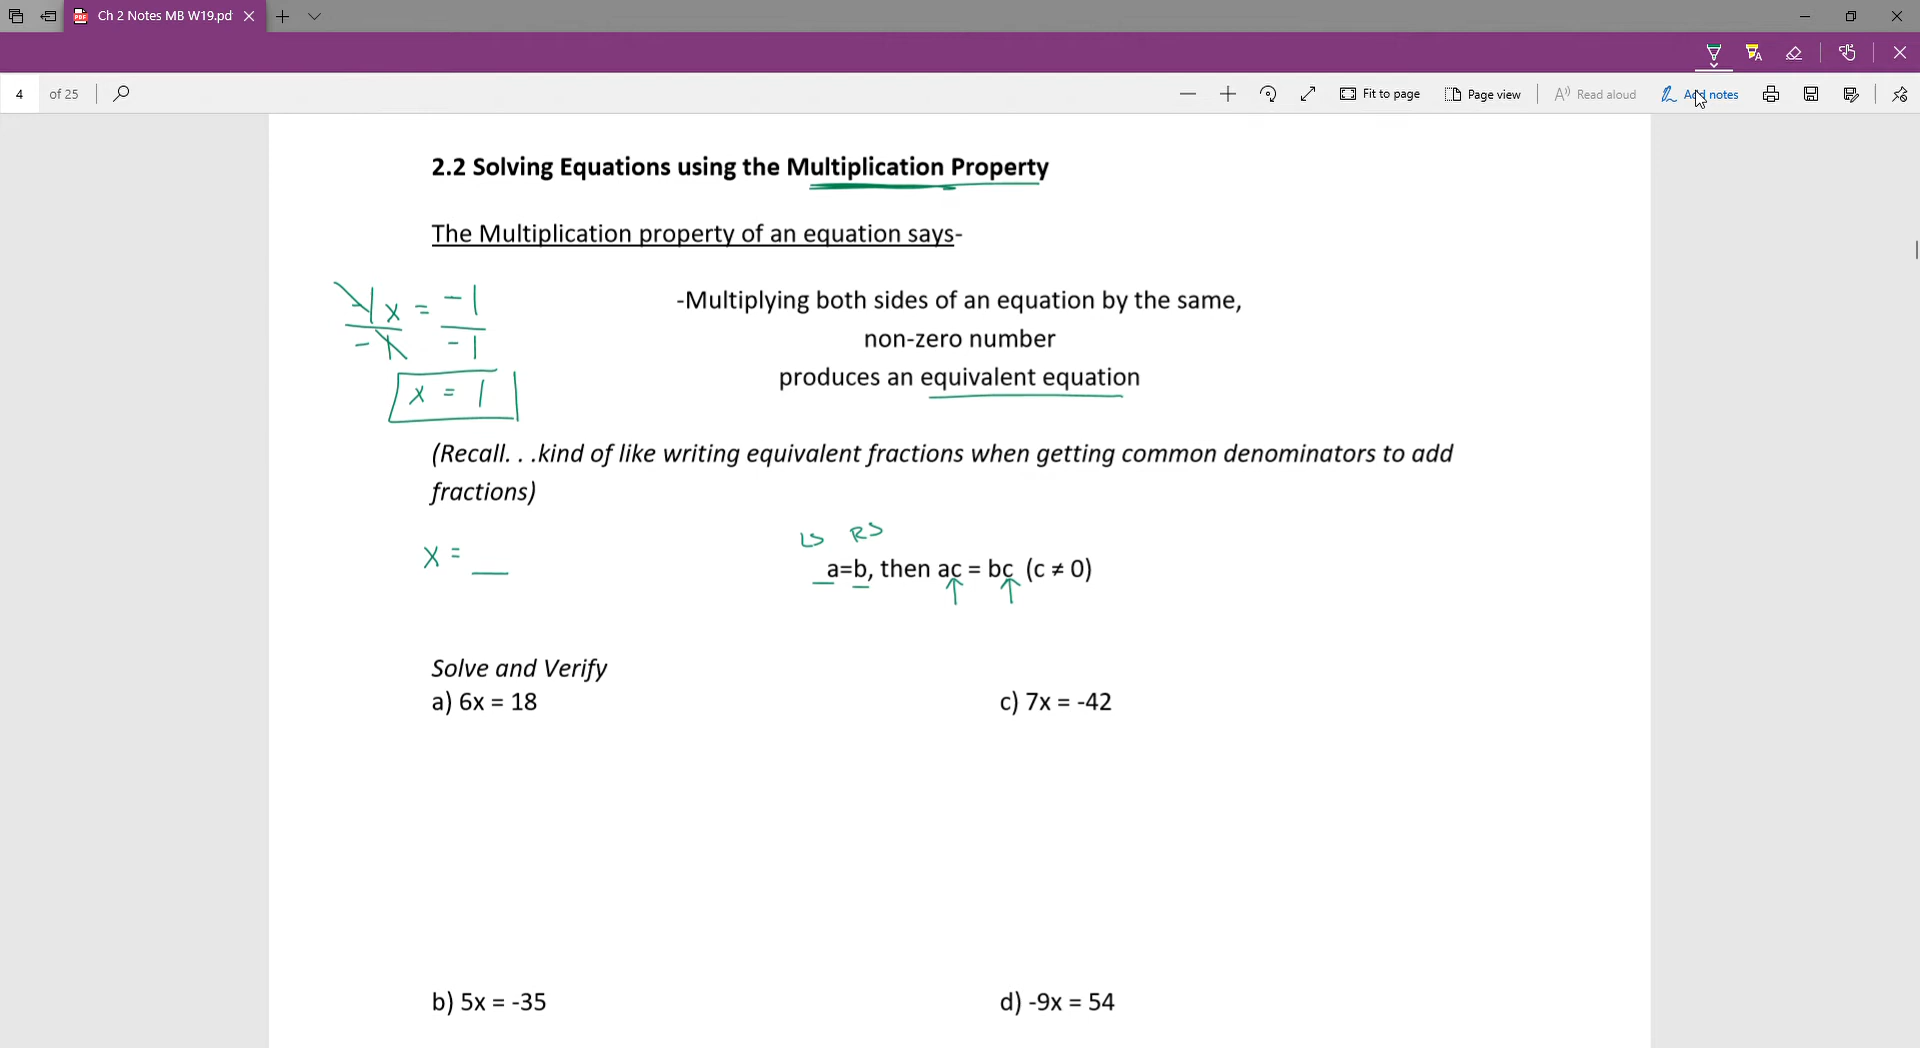 Ch 2 Notes MB W19.pd
4 of 25
Fit to page
Page view
Read aloud
Add notes
2.2 Solving Equations using the Multiplication Property
The Multiplication property of an equation says-
-1x = -1
-1 -1
x = 1
-Multiplying both sides of an equation by the same,
non-zero number
produces an equivalent equation
(Recall. . .kind of like writing equivalent fractions when getting common denominators to add
fractions)
x = __
LS RS
a=b, then ac = bc (c ≠ 0)
Solve and Verify
a) 6x = 18
c) 7x = -42
b) 5x = -35
d) -9x = 54